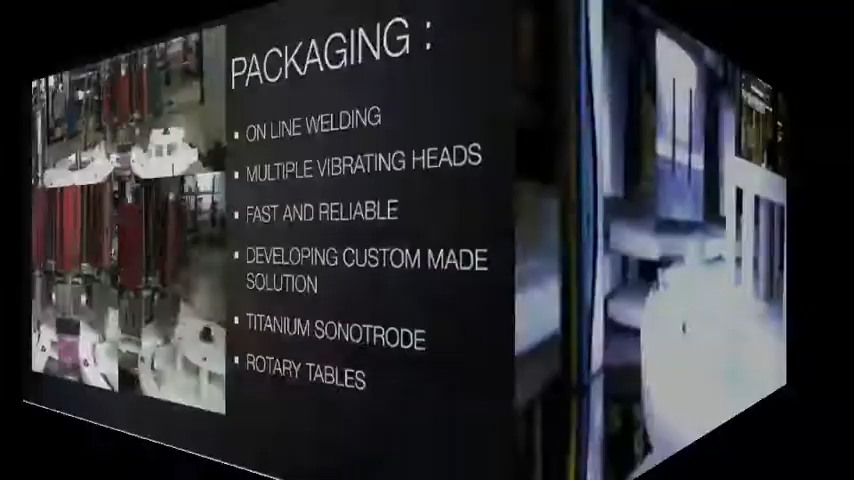 PACKAGING :
ON LINE WELDING
MULTIPLE VIBRATING HEADS
FAST AND RELIABLE
DEVELOPING CUSTOM MADE
SOLUTION
TITANIUM SONOTRODE
ROTARY TABLES